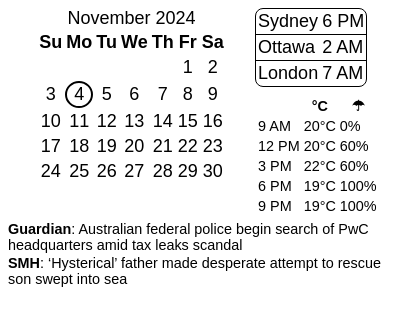 November 2024
Su Mo Tu We Th Fr Sa
1 2
3 4 5 6 7 8 9
10 11 12 13 14 15 16
17 18 19 20 21 22 23
24 25 26 27 28 29 30
Sydney 6 PM
Ottawa 2 AM
London 7 AM
°C ☂
9 AM 20°C 0%
12 PM 20°C 60%
3 PM 22°C 60%
6 PM 19°C 100%
9 PM 19°C 100%
Guardian: Australian federal police begin search of PwC
headquarters amid tax leaks scandal
SMH: ‘Hysterical’ father made desperate attempt to rescue
son swept into sea